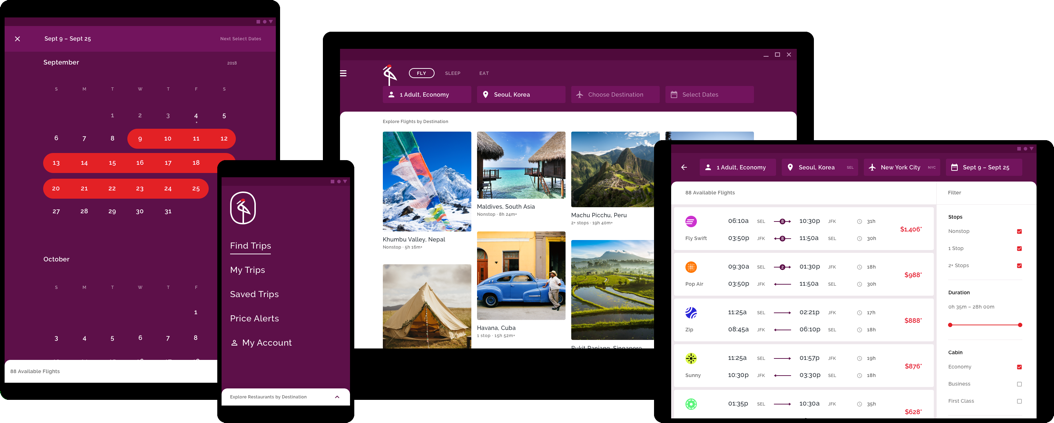 Sept 9 – Sept 25
Next Select Dates
September
2018
S M T W T F S
1 2 3 4 5
6 7 8 9 10 11 12
13 14 15 16 17 18
20 21 22 23 24 25
27 28 29 30 31
October
S M T W T F
1
3 4 5 6 7 8
88 Available Flights
Find Trips
My Trips
Saved Trips
Price Alerts
My Account
Explore Restaurants by Destination
FLY SLEEP EAT
1 Adult, Economy
Seoul, Korea
Choose Destination
Select Dates
Explore Flights by Destination
Khumbu Valley, Nepal
Nonstop · 5h 16m+
Maldives, South Asia
Nonstop · 6h 24m+
Machu Picchu, Peru
2+ stops · 19h 40m+
Havana, Cuba
1 stop · 15h 52m+
1 Adult, Economy
Seoul, Korea SEL
New York City NYC
Sept 9 – Sept 25
88 Available Flights
Fly Swift
06:10a SEL 10:30p JFK 31h
03:50p JFK 11:50a SEL 30h
$1,406*
Pop Air
09:30a SEL 01:30p JFK 18h
03:50p JFK 11:50a SEL 30h
$988*
Zip
11:25a SEL 02:21p JFK 17h
08:45a JFK 06:10p SEL 18h
$888*
Sunny
11:25a SEL 01:57p JFK 19h
10:30p JFK 03:30p SEL 18h
$876*
01:35p SEL 10:30a JFK 35h
$628*
Filter
Stops
Nonstop
1 Stop
2+ Stops
Duration
0h 35m – 28h 00m
Cabin
Economy
Business
First Class